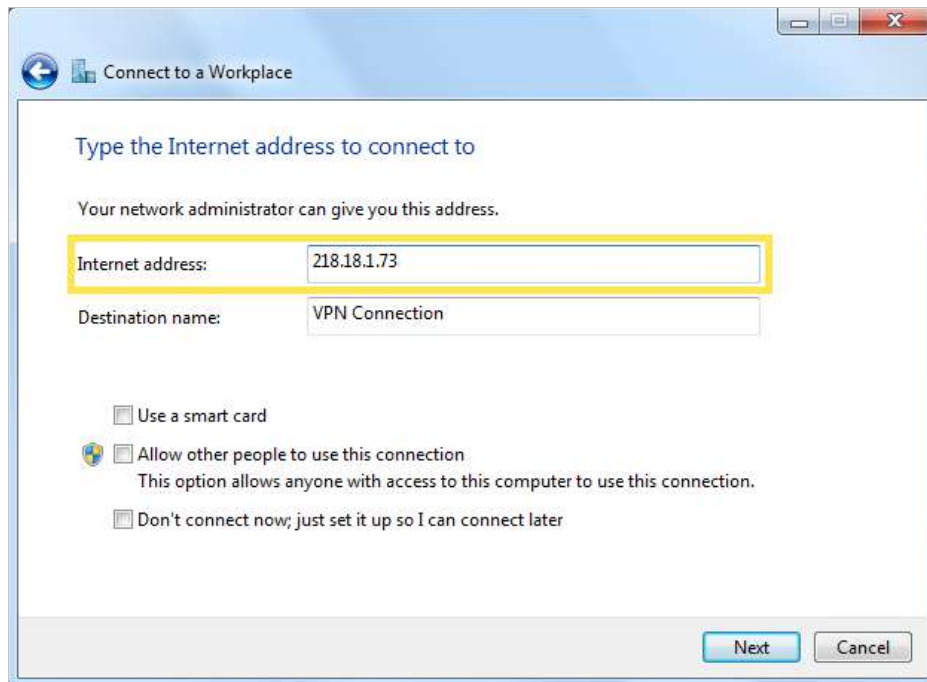 Connect to a Workplace
Type the Internet address to connect to
Your network administrator can give you this address.
Internet address: 218.18.1.73
Destination name: VPN Connection
Use a smart card
Allow other people to use this connection
This option allows anyone with access to this computer to use this connection.
Don't connect now; just set it up so I can connect later
Next Cancel